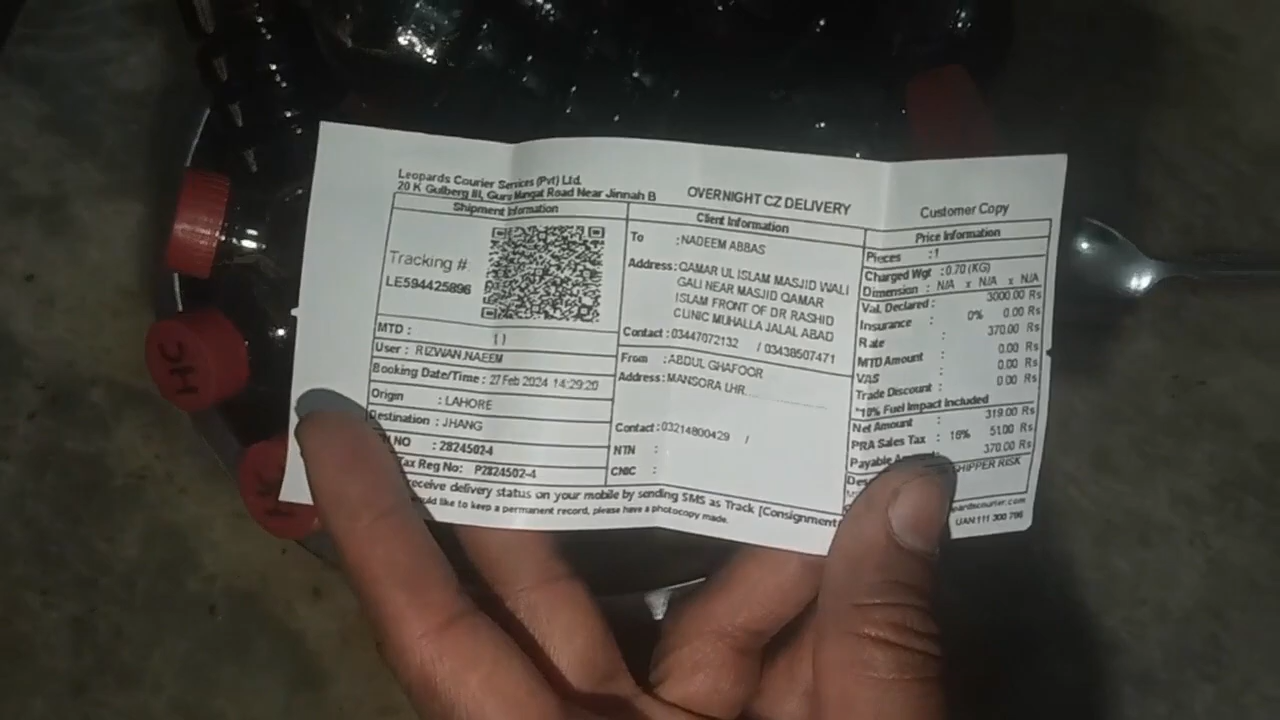 Leopards Courier Services (Pvt) Ltd.
20 K Gulberg III, Guru Mangat Road Near Jinnah B
OVERNIGHT CZ DELIVERY
Customer Copy
Shipment Information
Tracking #
LE594425896
MTD :
11
User : RIZWAN.NAEEM
Booking Date/Time : 27 Feb 2024 14:29:20
Origin : LAHORE
Destination : JHANG
NO : 2824502-4
Tax Reg No: P2824502-4
Client Information
To : NADEEM ABBAS
Address: QAMAR UL ISLAM MASJID WALI
GALI NEAR MASJID QAMAR
ISLAM FRONT OF DR RASHID
CLINIC MUHALLA JALAL ABAD
Contact : 03447072132 / 03438507471
From : ABDUL GHAFOOR
Address: MANSORA LHR
Contact : 03214800429 /
NTN :
CNIC :
Price Information
Pieces : 1
Charged Wgt : 0.70 (KG)
Dimension : N/A x N/A x N/A
Val. Declared : 3000.00 Rs
Insurance : 0% 0.00 Rs
Rate : 370.00 Rs
MTD Amount : 0.00 Rs
VAS : 0.00 Rs
Trade Discount : 0.00 Rs
*10% Fuel Impact Included
Net Amount : 319.00 Rs
PRA Sales Tax : 16% 51.00 Rs
Payable 370.00 Rs
SHIPPER RISK
receive delivery status on your mobile by sending SMS as Track [Consignment
would like to keep a permanent record, please have a photocopy made.
pardscourier.com
UAN 111 300 786
HC